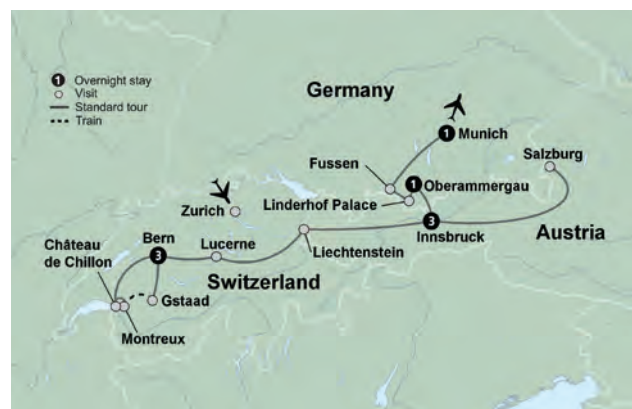 1 Overnight stay
Visit
Standard tour
Train
Germany
1 Munich
Salzburg
Fussen
1 Oberammergau
Linderhof Palace
Zurich
3
Innsbruck
Austria
Bern
3
Lucerne
Liechtenstein
Château
de Chillon
Switzerland
Gstaad
Montreux